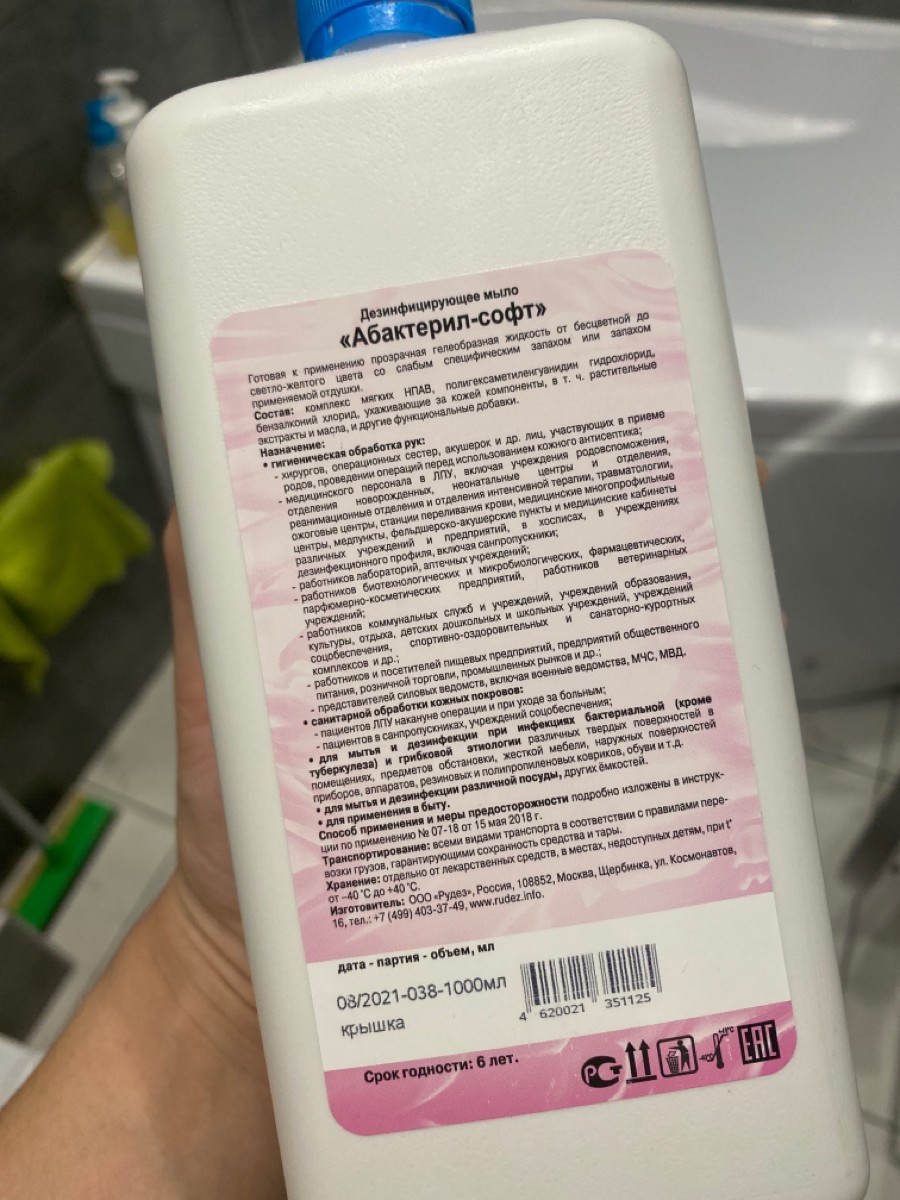 Дезинфицирующее мыло
«Абактерил-софт»
Готовая к применению прозрачная гелеобразная жидкость от бесцветной до
светло-желтого цвета со слабым специфическим запахом или запахом
применяемой отдушки.
Состав: комплекс мягких НПАВ, полигексаметиленгуанидин гидрохлорид,
бензалконий хлорид, ухаживающие за кожей компоненты, в т. ч. растительные
экстракты и масла, и другие функциональные добавки.
Назначение:
• гигиеническая обработка рук:
- хирургов, операционных сестер, акушерок и др. лиц, участвующих в приеме
родов, проведении операций перед использованием кожного антисептика;
- медицинского персонала в ЛПУ, включая учреждения родовспоможения,
отделения новорожденных, неонатальные центры и отделения,
реанимационные отделения и отделения интенсивной терапии, травматологии,
ожоговые центры, станции переливания крови, медицинские многопрофильные
центры, медпункты, фельдшерско-акушерские пункты и медицинские кабинеты
различных учреждений и предприятий, в хосписах, в учреждениях
дезинфекционного профиля, включая санпропускники;
- работников лабораторий, аптечных учреждений;
- работников биотехнологических и микробиологических, фармацевтических,
парфюмерно-косметических предприятий, работников ветеринарных
учреждений;
- работников коммунальных служб и учреждений, учреждений образования,
культуры, отдыха, детских дошкольных и школьных учреждений, учреждений
соцобеспечения, спортивно-оздоровительных и санаторно-курортных
комплексов и др.;
- работников и посетителей пищевых предприятий, предприятий общественного
питания, розничной торговли, промышленных рынков и др.;
- представителей силовых ведомств, включая военные ведомства, МЧС, МВД.
• санитарной обработки кожных покровов:
- пациентов ЛПУ накануне операции и при уходе за больным;
- пациентов в санпропускниках, учреждений соцобеспечения;
• для мытья и дезинфекции при инфекциях бактериальной (кроме
туберкулеза) и грибковой этиологии различных твердых поверхностей в
помещениях, предметов обстановки, жесткой мебели, наружных поверхностей
приборов, аппаратов, резиновых и полипропиленовых ковриков, обуви и т.д.
• для мытья и дезинфекции различной посуды, других ёмкостей.
• для применения в быту.
Способ применения и меры предосторожности подробно изложены в инструк-
ции по применению № 07-18 от 15 мая 2018 г.
Транспортирование: всеми видами транспорта в соответствии с правилами пере-
возки грузов, гарантирующими сохранность средства и тары.
Хранение: отдельно от лекарственных средств, в местах, недоступных детям, при t°
от –40 °C до +40 °C.
Изготовитель: ООО «Рудез», Россия, 108852, Москва, Щербинка, ул. Космонавтов,
16, тел.: +7 (499) 403-37-49, www.rudez.info.
дата - партия - объем, мл
08/2021-038-1000мл
крышка
4 620021 351125
Срок годности: 6 лет.
РСТ
EAC